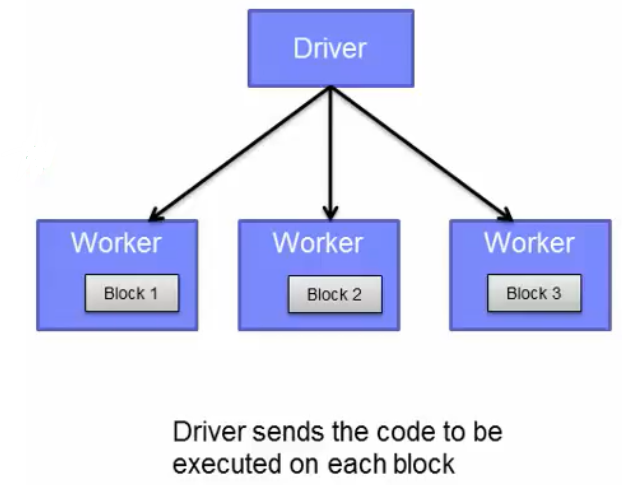 Driver
Worker
Worker
Worker
Block 1
Block 2
Block 3
Driver sends the code to be
executed on each block